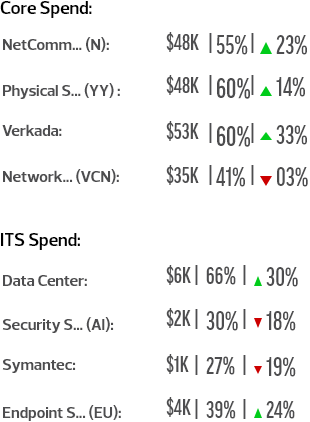 Core Spend:
NetComm... (N): $48K | 55% | ▲ 23%
Physical S... (YY) : $48K | 60% | ▲ 14%
Verkada: $53K | 60% | ▲ 33%
Network... (VCN): $35K | 41% | ▼ 03%
ITS Spend:
Data Center: $6K | 66% | ▲ 30%
Security S... (AI): $2K | 30% | ▼ 18%
Symantec: $1K | 27% | ▼ 19%
Endpoint S... (EU): $4K | 39% | ▲ 24%